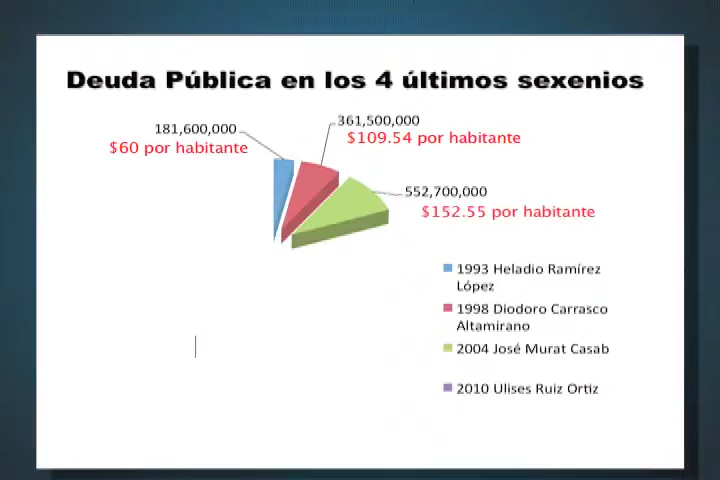 Deuda Pública en los 4 últimos sexenios
181,600,000
$60 por habitante
361,500,000
$109.54 por habitante
552,700,000
$152.55 por habitante
1993 Heladio Ramírez
López
1998 Diodoro Carrasco
Altamirano
2004 José Murat Casab
2010 Ulises Ruiz Ortiz